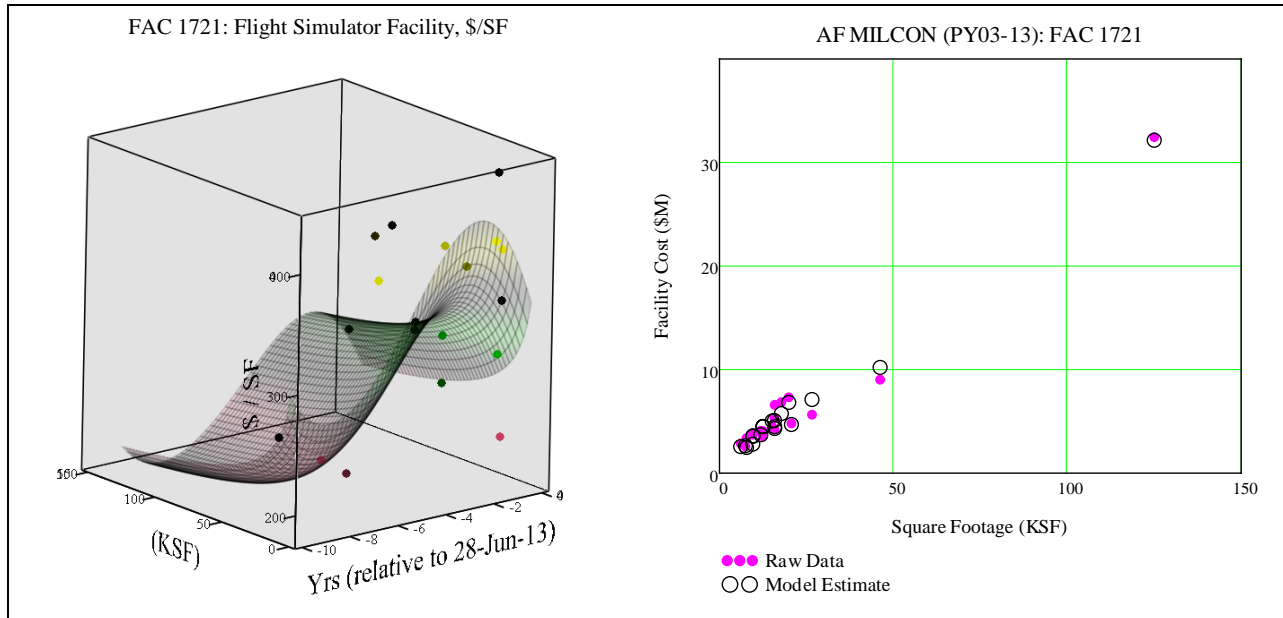 FAC 1721: Flight Simulator Facility, $/SF
400
300
200
$ / SF
100
50
0
(KSF)
-10
-8
-6
-4
-2
Yrs (relative to 28-Jun-13)
AF MILCON (PY03-13): FAC 1721
30
20
10
0
Facility Cost ($M)
0 50 100 150
Square Footage (KSF)
Raw Data
Model Estimate